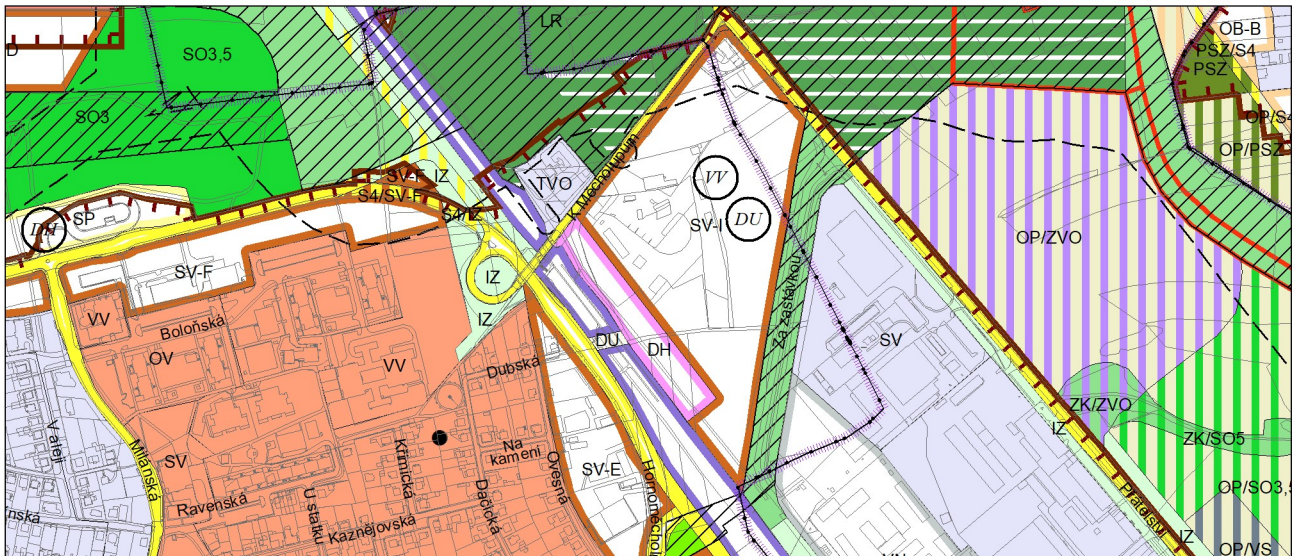 D
SO3,5
LR
OB-B
PSZ/S4
PSZ
SO3
OP/S4
OP/PSZ
SV-F
IZ
S4/SV-F
S4/IZ
TVO
K Měcholupům
VV
DU
SV-I
DH
SP
OP/ZVO
SV-F
IZ
IZ
VV
Boloňská
OV
VV
Dubská
DU
DH
Za zastávkou
SV
ZK/ZVO
IZ
ZK/SO5
V aleji
Milánská
SV
Křimická
Na
kameni
Ovesná
SV-E
Ravenská
U statku
Dačická
Kaznějovská
Přátelství
OP/SO3,5
IZ
OP/VS